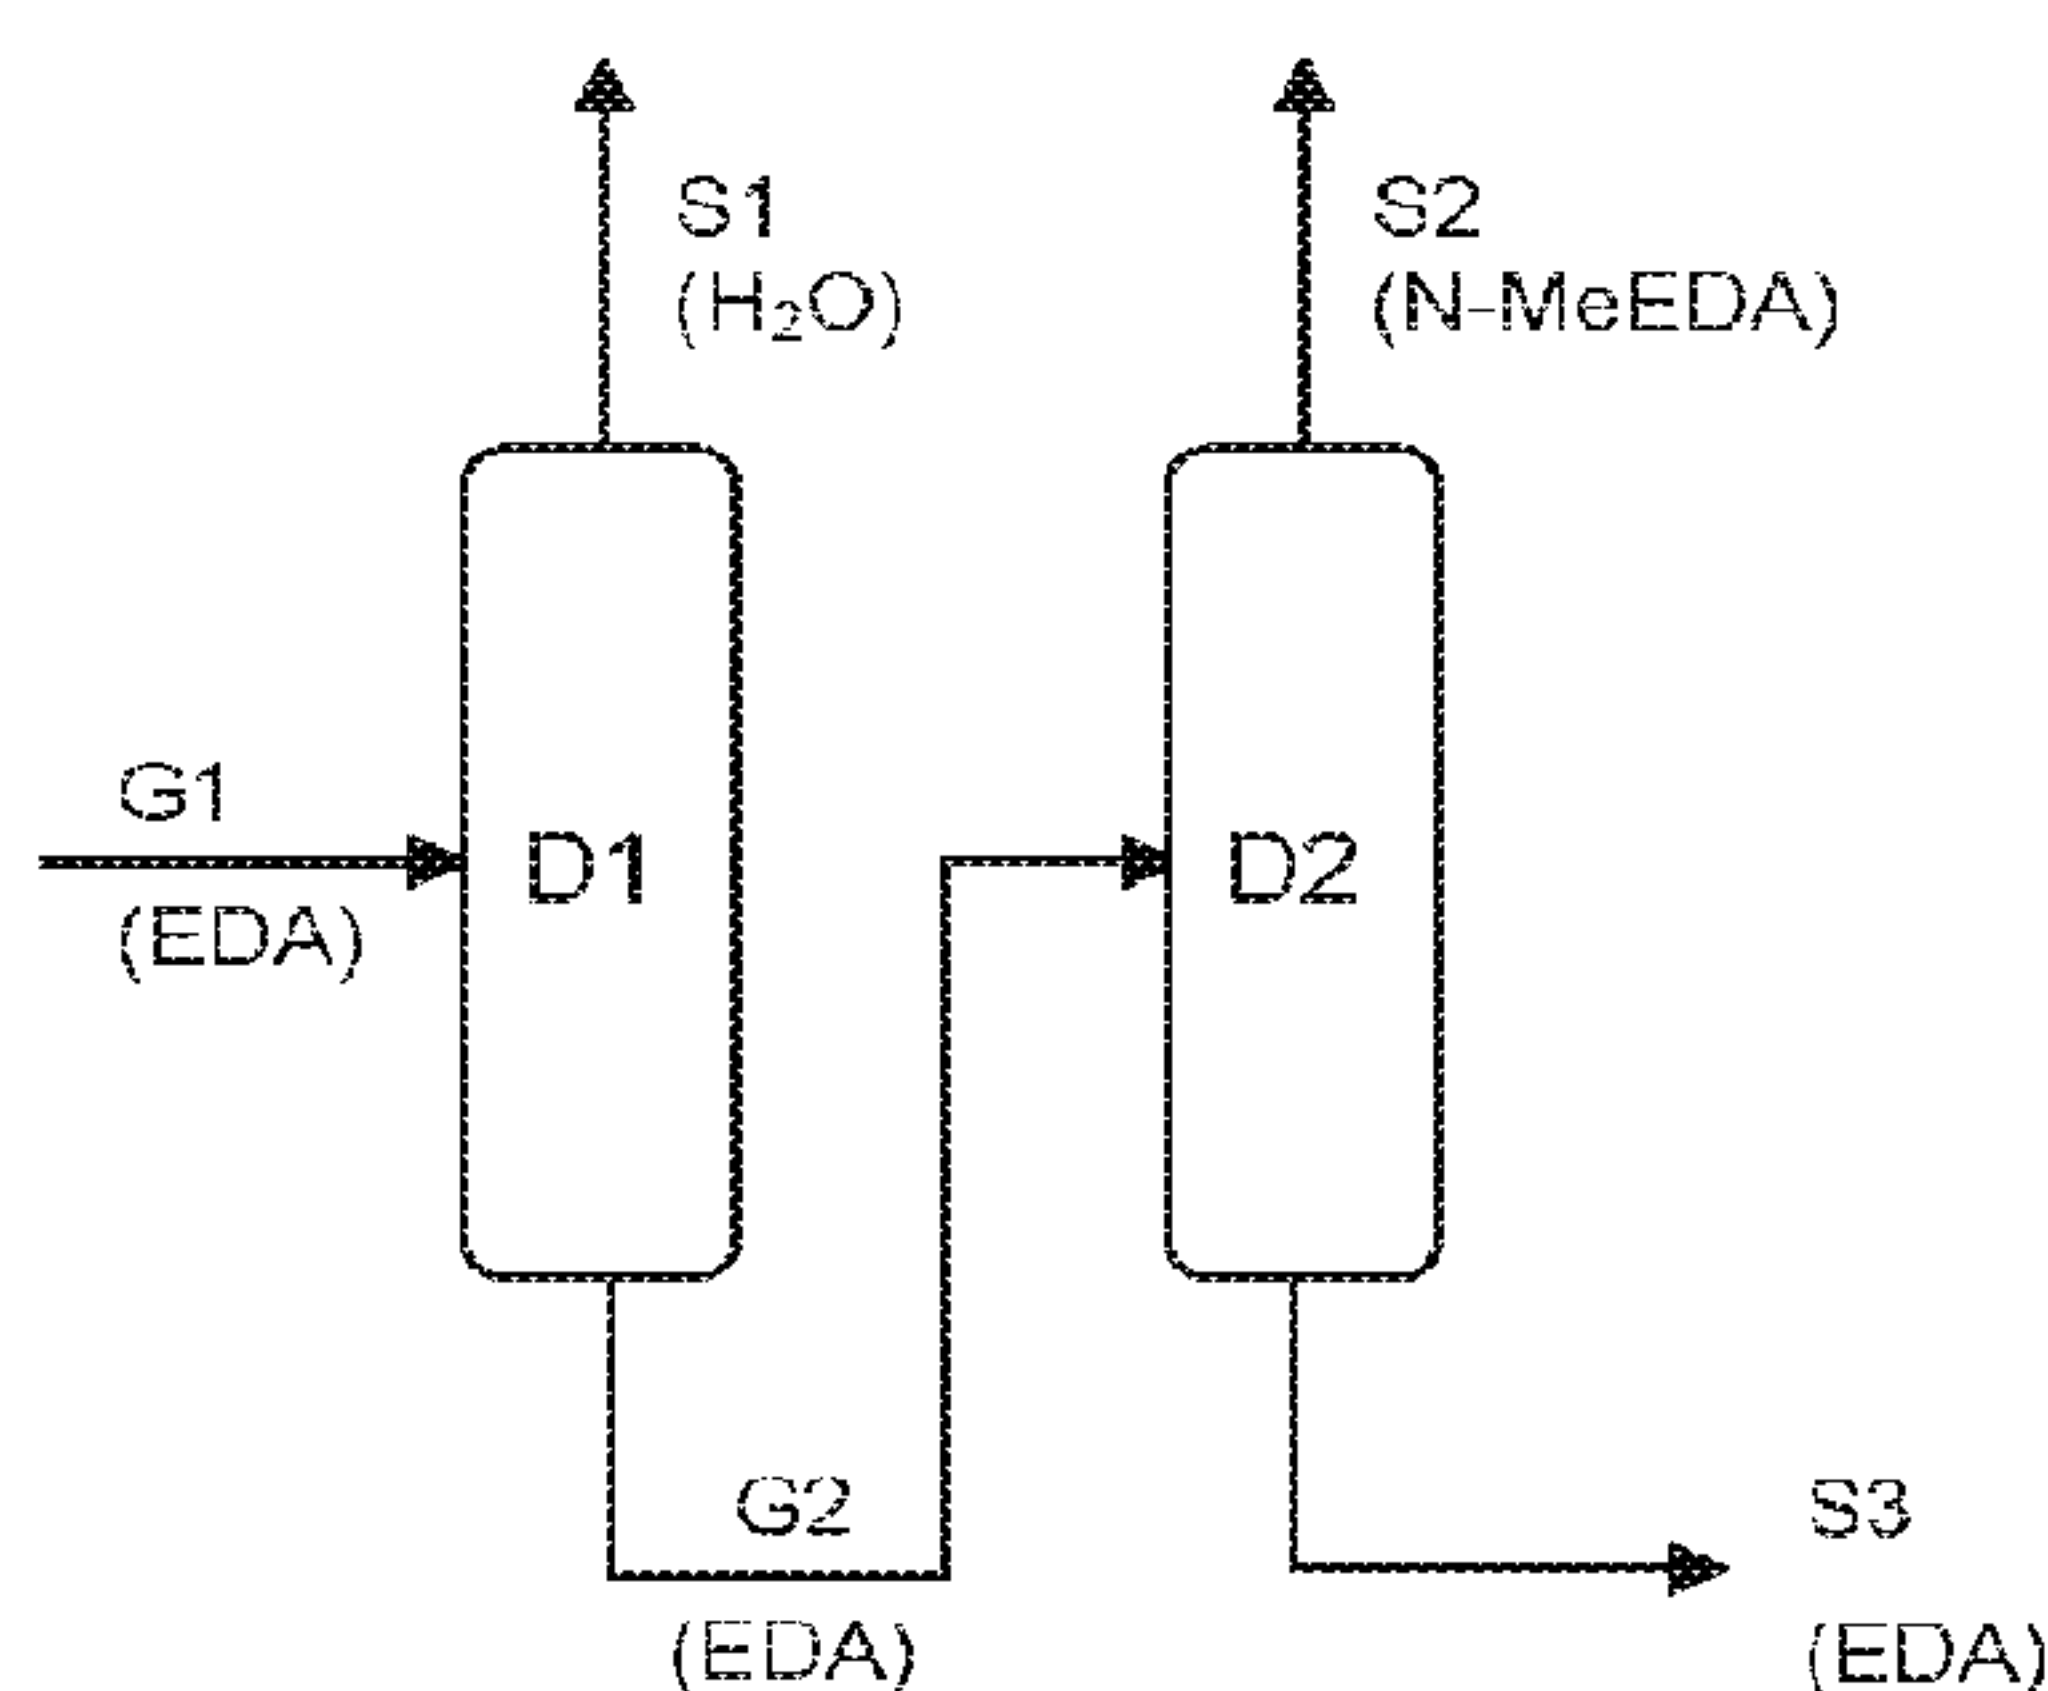 S1
(H₂O)
S2
(N-MeEDA)
G1
(EDA)
D1
D2
G2
(EDA)
S3
(EDA)